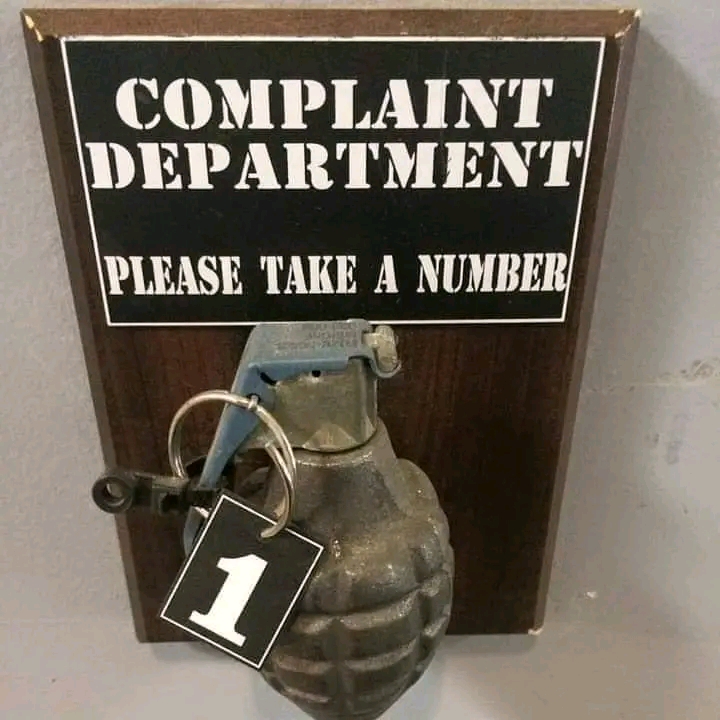 COMPLAINT
DEPARTMENT
PLEASE TAKE A NUMBER
1